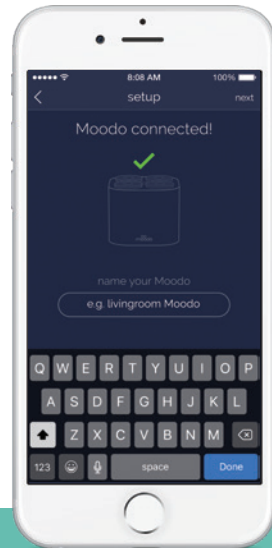 8:08 AM 100%
setup next
Moodo connected!
name your Moodo
e.g. livingroom Moodo
Q W E R T Y U I O P
A S D F G H J K L
Z X C V B N M
123 space Done